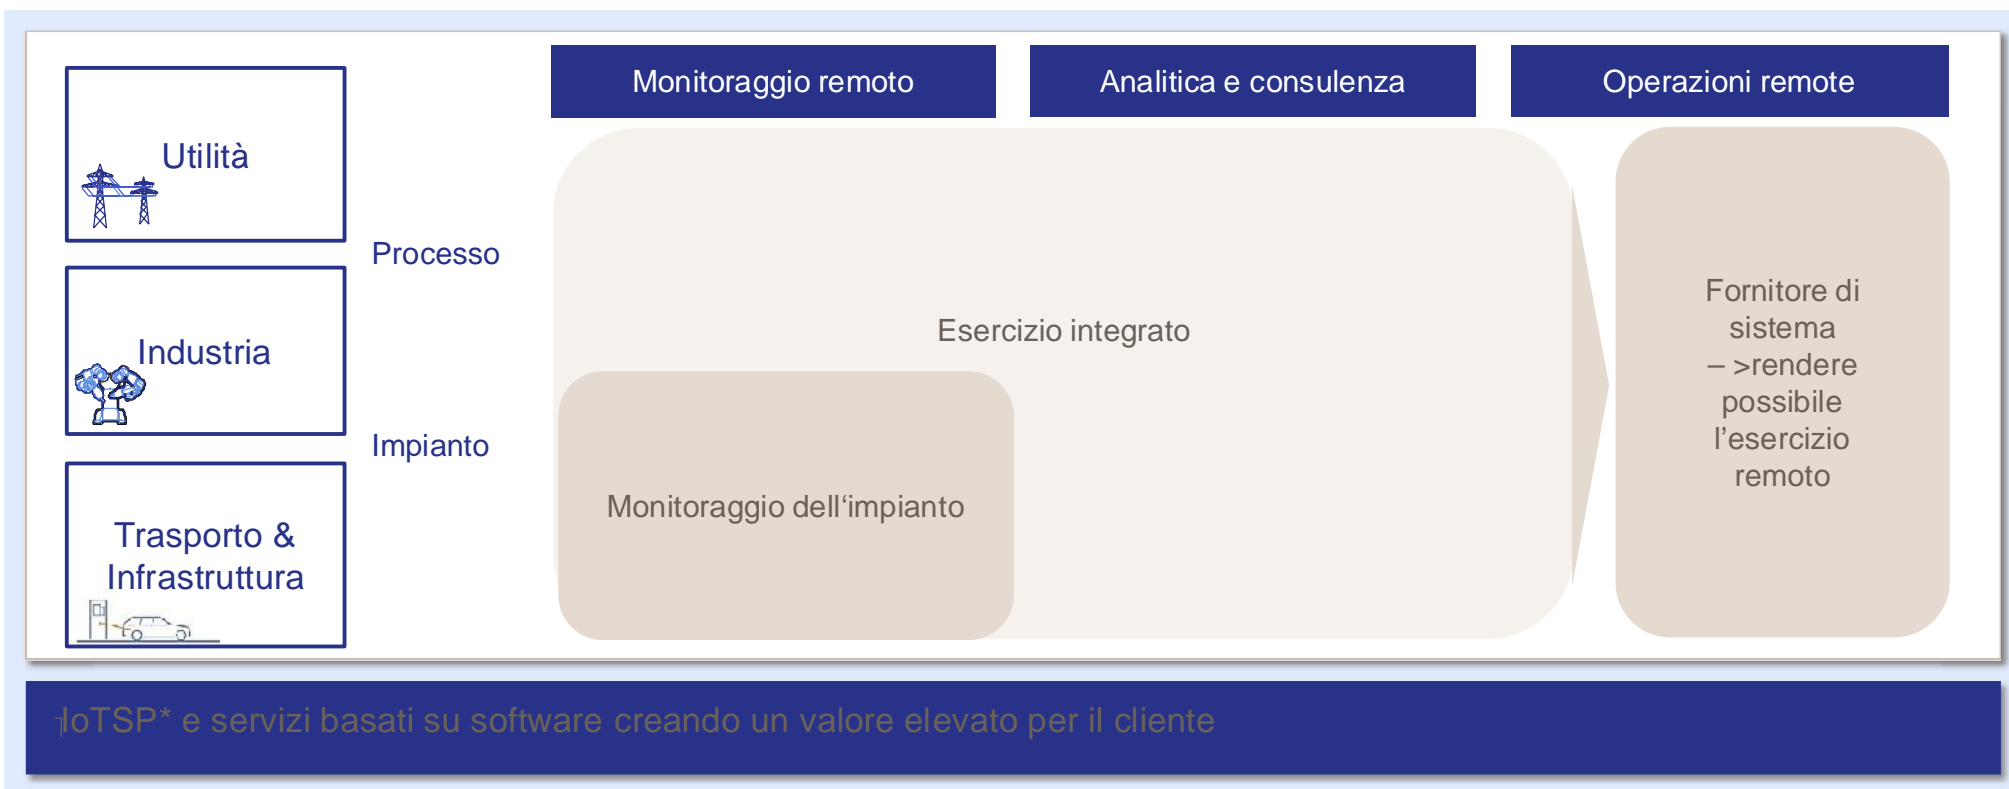 Monitoraggio remoto
Analitica e consulenza
Operazioni remote
Utilità
Processo
Industria
Impianto
Trasporto &
Infrastruttura
Esercizio integrato
Monitoraggio dell‘impianto
Fornitore di
sistema
– >rendere
possibile
l’esercizio
remoto
IoTSP* e servizi basati su software creando un valore elevato per il cliente